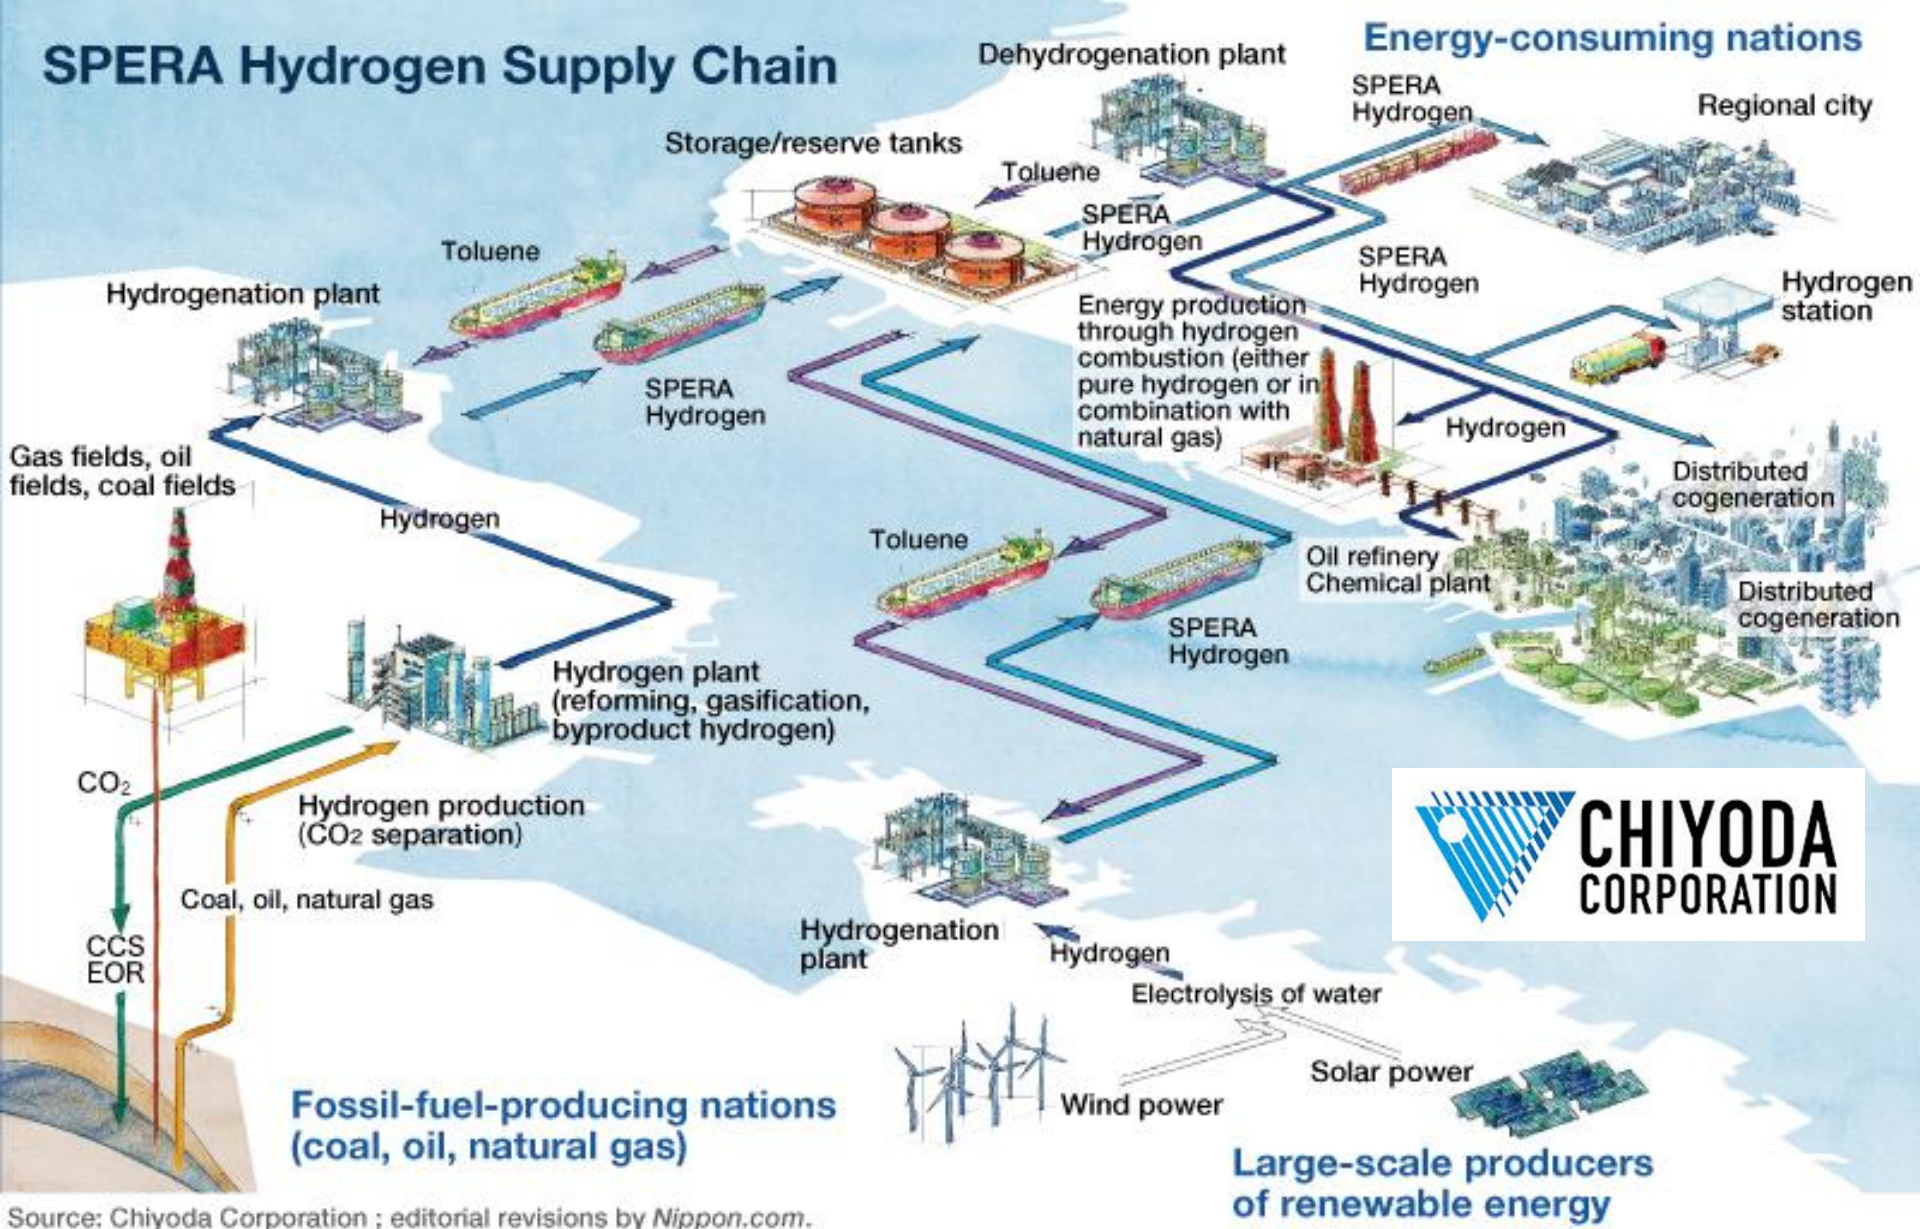 SPERA Hydrogen Supply Chain
Energy-consuming nations
Dehydrogenation plant
SPERA
Hydrogen
Regional city
Storage/reserve tanks
Toluene
SPERA
Hydrogen
Toluene
SPERA
Hydrogen
Hydrogen
station
Hydrogenation plant
Energy production
through hydrogen
combustion (either
pure hydrogen or in
combination with
natural gas)
SPERA
Hydrogen
Hydrogen
Gas fields, oil
fields, coal fields
Distributed
cogeneration
Hydrogen
Toluene
Oil refinery
Chemical plant
Distributed
cogeneration
SPERA
Hydrogen
Hydrogen plant
(reforming, gasification,
byproduct hydrogen)
CO₂
Hydrogen production
(CO₂ separation)
CHIYODA
CORPORATION
Coal, oil, natural gas
CCS
EOR
Hydrogenation
plant
Hydrogen
Electrolysis of water
Solar power
Wind power
Fossil-fuel-producing nations
(coal, oil, natural gas)
Large-scale producers
of renewable energy
Source: Chiyoda Corporation ; editorial revisions by Nippon.com.